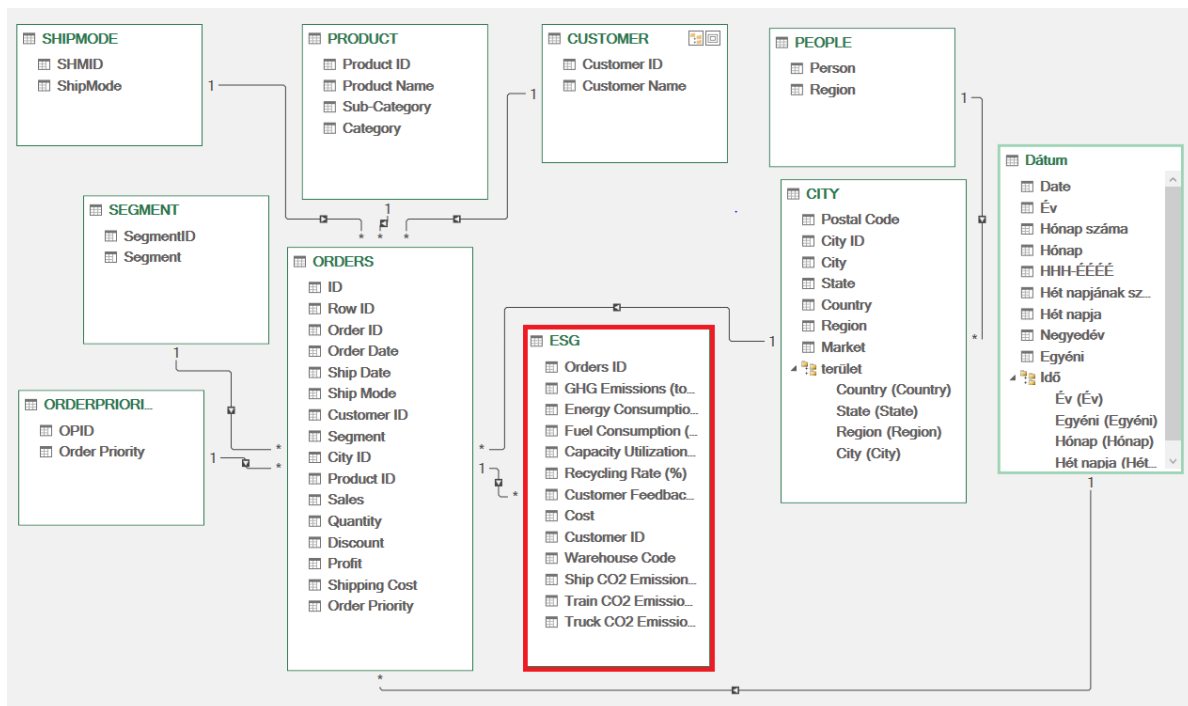 SHIPMODE
SHMID
ShipMode
1
PRODUCT
Product ID
Product Name
Sub-Category
Category
1
CUSTOMER
Customer ID
Customer Name
1
PEOPLE
Person
Region
1
Dátum
Date
Év
Hónap száma
Hónap
HHH-ÉÉÉÉ
Hét napjának sz...
Hét napja
Negyedév
Egyéni
Idő
Év (Év)
Egyéni (Egyéni)
Hónap (Hónap)
Hét napja (Hét...
1
SEGMENT
SegmentID
Segment
1
ORDERPRIORI...
OPID
Order Priority
1
* * *
ORDERS
ID
Row ID
Order ID
Order Date
Ship Date
Ship Mode
Customer ID
Segment
City ID
Product ID
Sales
Quantity
Discount
Profit
Shipping Cost
Order Priority
*
*
*
1
*
*
ESG
Orders ID
GHG Emissions (to...
Energy Consumptio...
Fuel Consumption (...
Capacity Utilization...
Recycling Rate (%)
Customer Feedbac...
Cost
Customer ID
Warehouse Code
Ship CO2 Emission...
Train CO2 Emissio...
Truck CO2 Emissio...
CITY
Postal Code
City ID
City
State
Country
Region
Market
terület
Country (Country)
State (State)
Region (Region)
City (City)
1
*